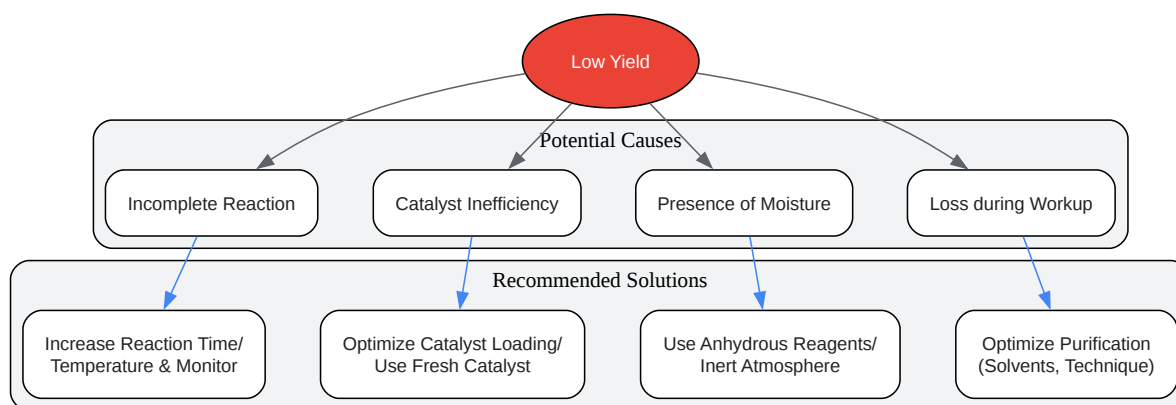 Low Yield
Potential Causes
Incomplete Reaction
Catalyst Inefficiency
Presence of Moisture
Loss during Workup
Recommended Solutions
Increase Reaction Time/
Temperature & Monitor
Optimize Catalyst Loading/
Use Fresh Catalyst
Use Anhydrous Reagents/
Inert Atmosphere
Optimize Purification
(Solvents, Technique)